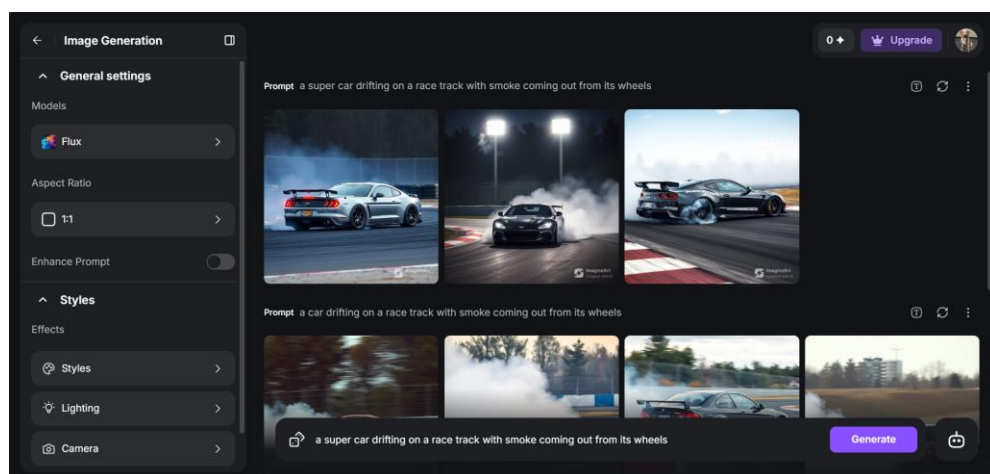 Image Generation
0 Upgrade
General settings
Models
Flux
Aspect Ratio
1:1
Enhance Prompt
Styles
Effects
Styles
Lighting
Camera
Prompt a super car drifting on a race track with smoke coming out from its wheels
ImagineArt
ImagineArt
ImagineArt
Prompt a car drifting on a race track with smoke coming out from its wheels
a super car drifting on a race track with smoke coming out from its wheels
Generate